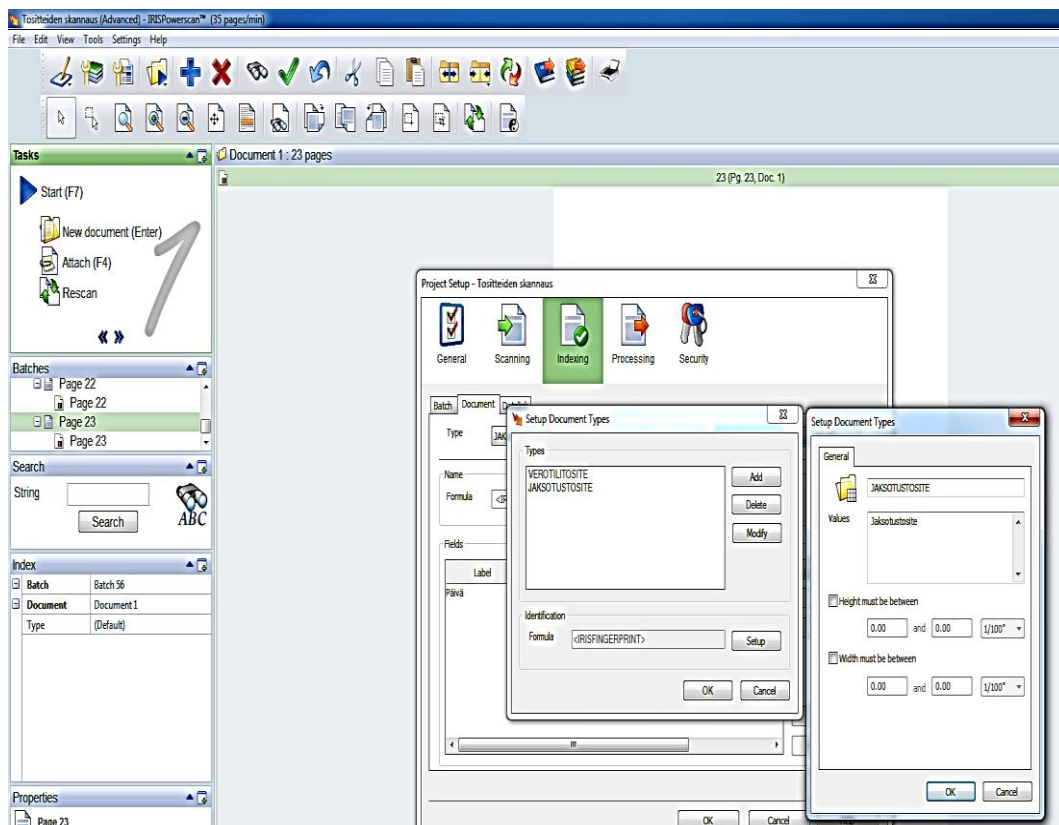 Tositteiden skannaus (Advanced) - IRISPowerscan™ (35 pages/min)
File Edit View Tools Settings Help
Tasks
Start (F7)
New document (Enter)
Attach (F4)
Rescan
1
Batches
Page 22
Page 22
Page 23
Page 23
Search
String
Search
ABC
Index
Batch Batch 56
Document Document 1
Type (Default)
Properties
Page 23
Document 1 : 23 pages
23 (Pg. 23, Doc. 1)
Project Setup - Tositteiden skannaus
General Scanning Indexing Processing Security
Batch Document
Type JAK
Name
Formula <IR
Fields
Label
Päivä
OK Cancel
Setup Document Types
Types
VEROTILITOSITE
JAKSOTUSTOSITE
Add
Delete
Modify
Identification
Formula <IRISFINGERPRINT> Setup
OK Cancel
Setup Document Types
General
JAKSOTUSTOSITE
Values Jaksotustosite
Height must be between
0.00 and 0.00 1/100"
Width must be between
0.00 and 0.00 1/100"
OK Cancel